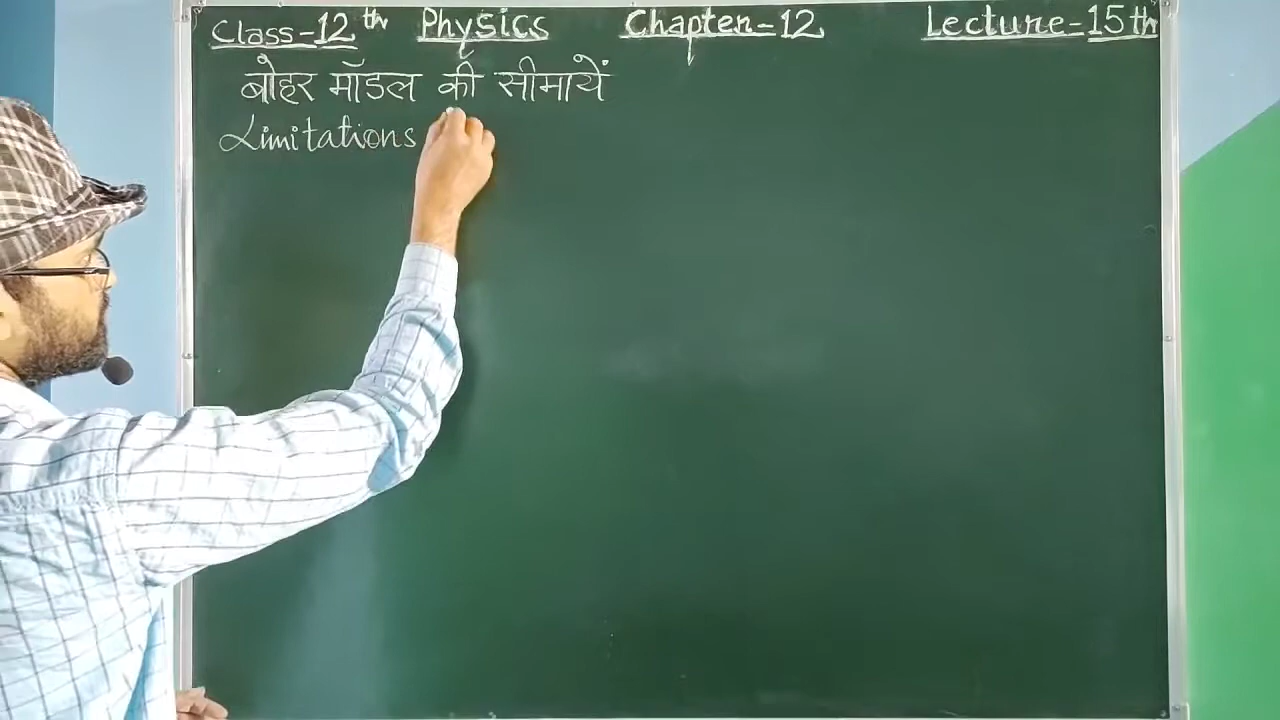 Class-12th Physics Chapter-12 Lecture-15th
बोहर मॉडल की सीमायें
Limitations